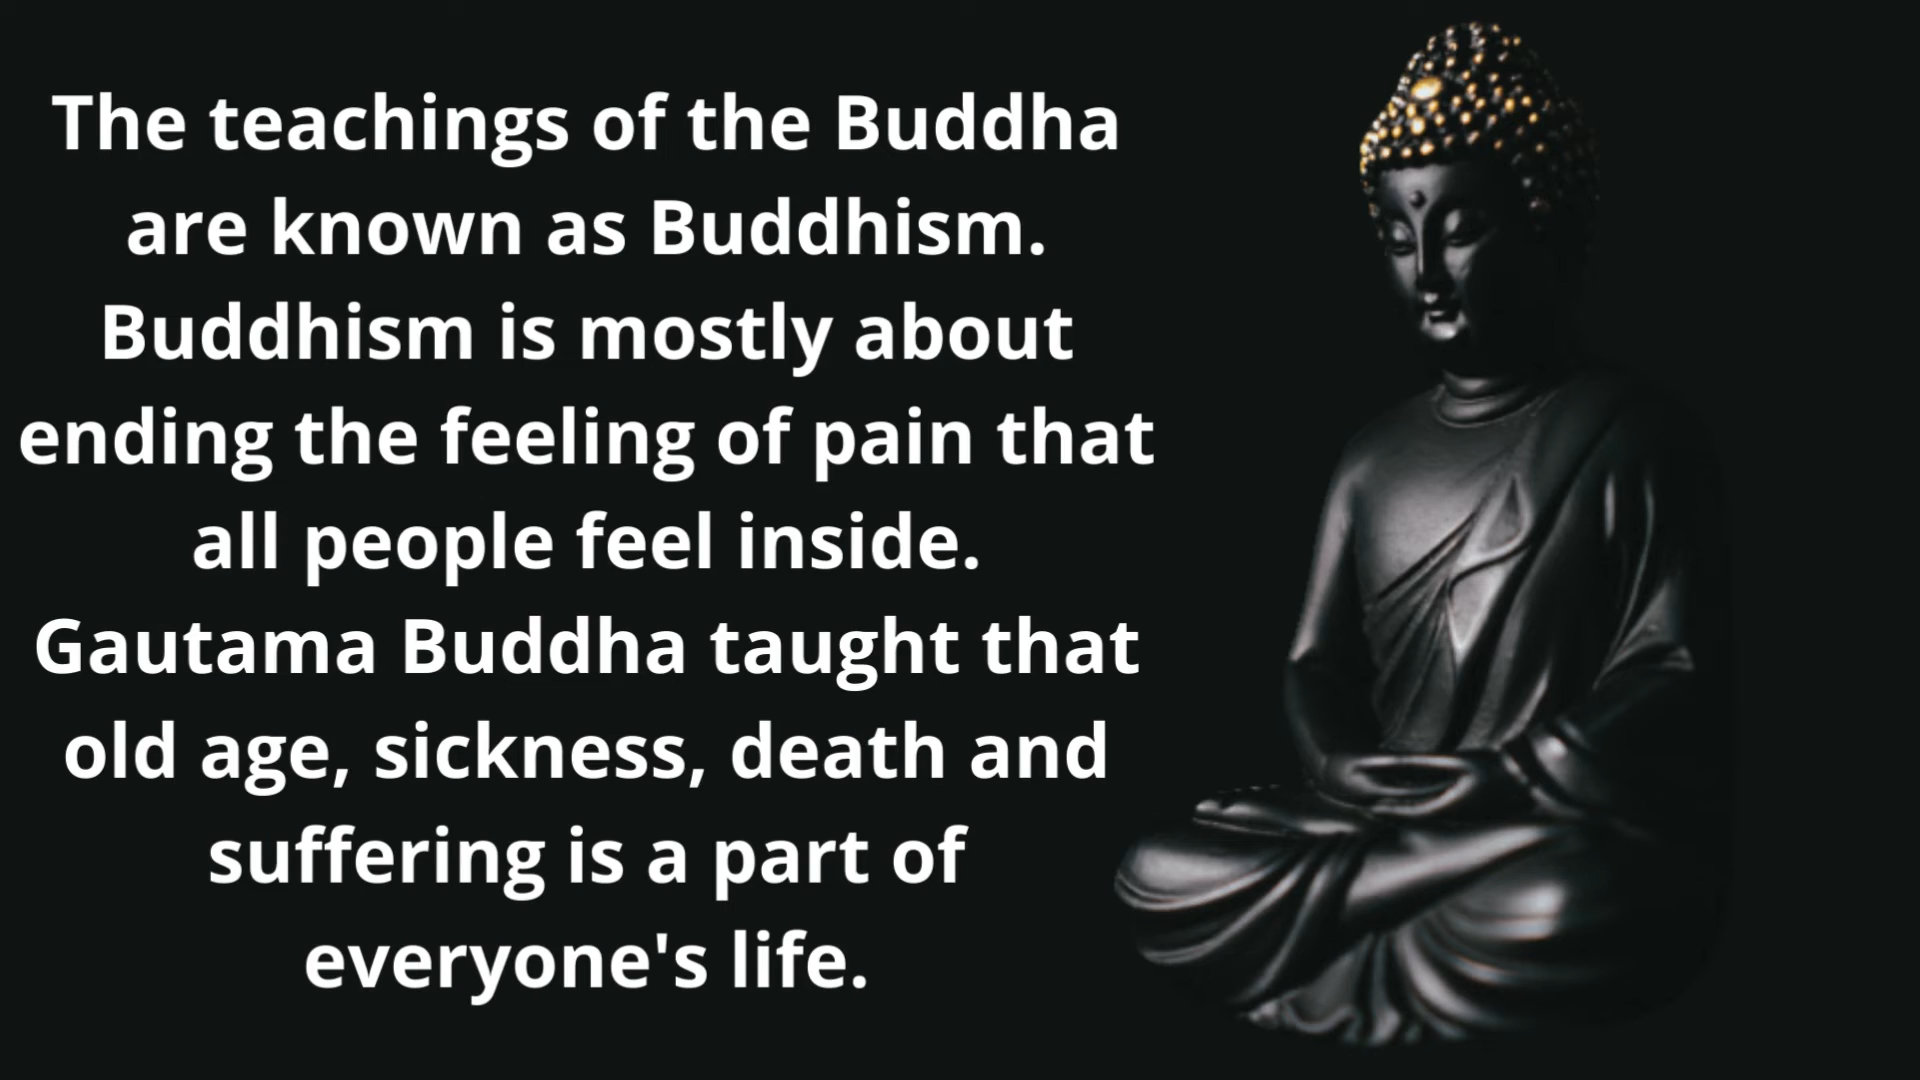 The teachings of the Buddha
are known as Buddhism.
Buddhism is mostly about
ending the feeling of pain that
all people feel inside.
Gautama Buddha taught that
old age, sickness, death and
suffering is a part of
everyone's life.